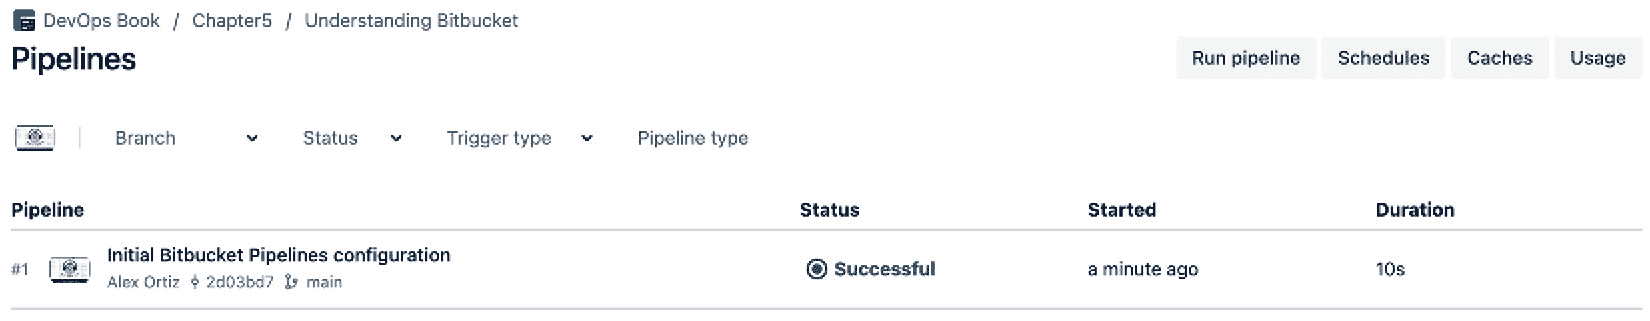 DevOps Book / Chapter5 / Understanding Bitbucket
Pipelines
Run pipeline Schedules Caches Usage
Branch Status Trigger type Pipeline type
Pipeline Status Started Duration
#1 Initial Bitbucket Pipelines configuration Successful a minute ago 10s
Alex Ortiz 2d03bd7 main